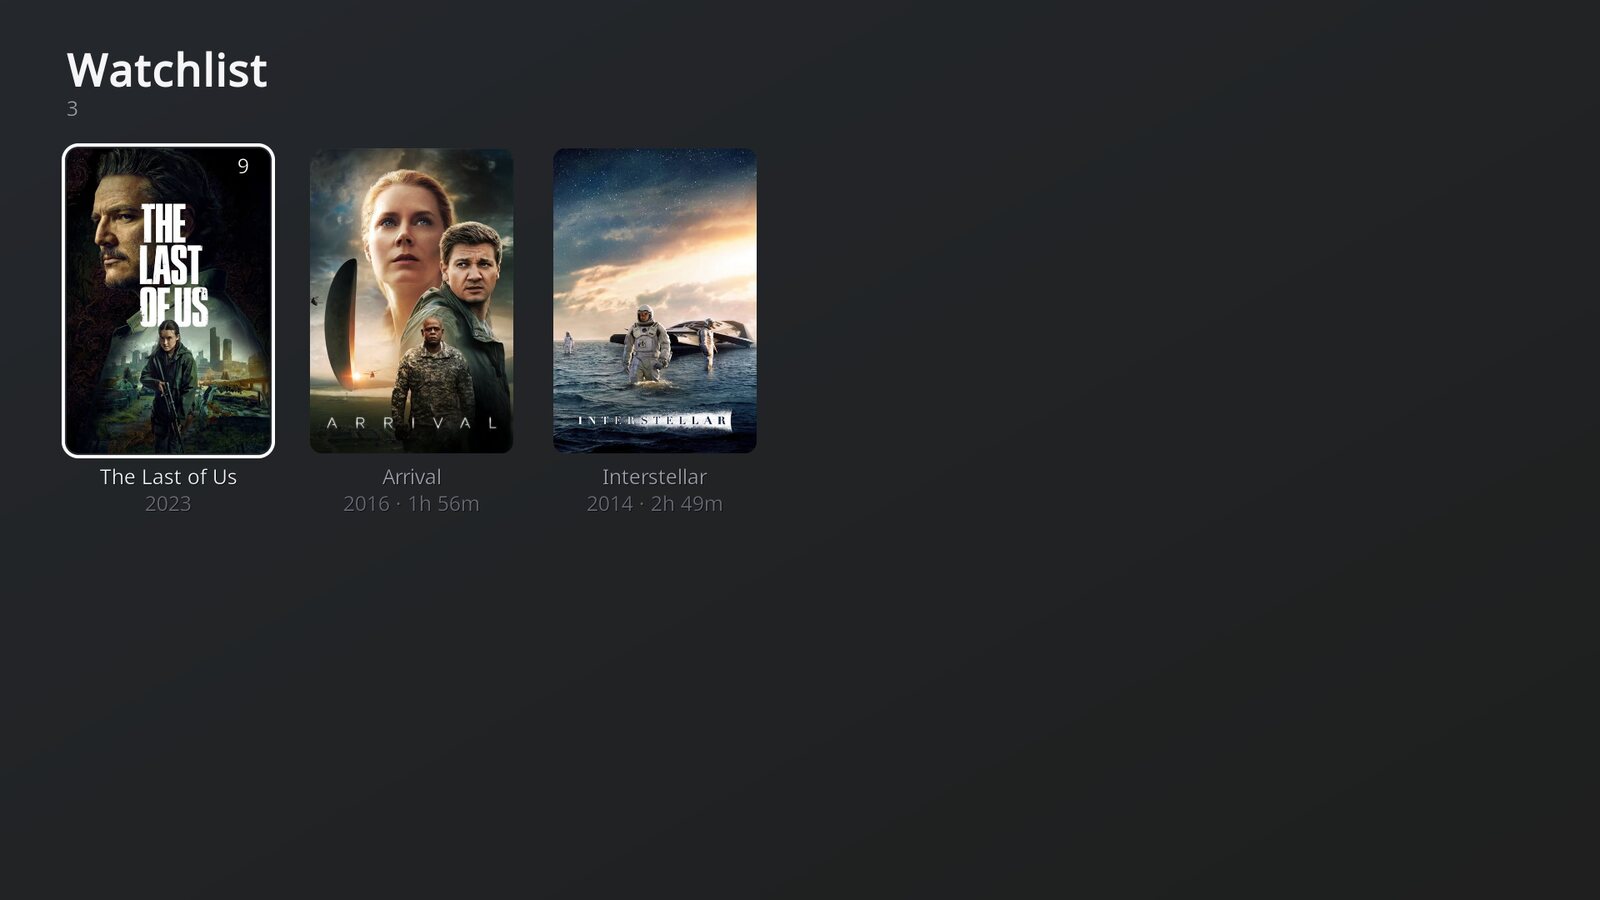 Watchlist
3
9
THE
LAST
OF US
ARRIVAL
INTERSTELLAR
The Last of Us
2023
Arrival
2016 · 1h 56m
Interstellar
2014 · 2h 49m